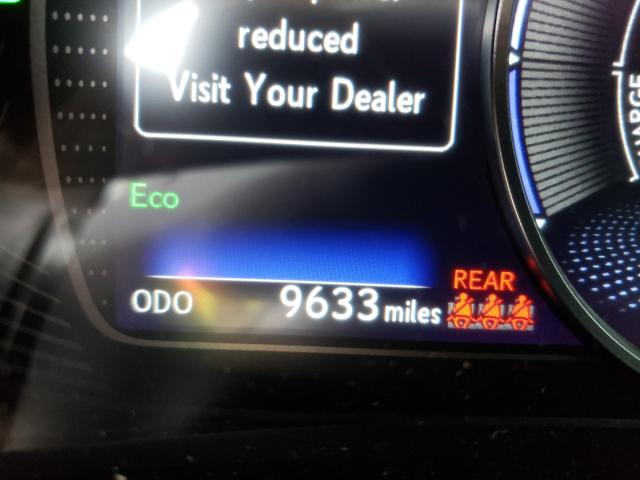 reduced
Visit Your Dealer
Eco
REAR
ODO 9633 miles